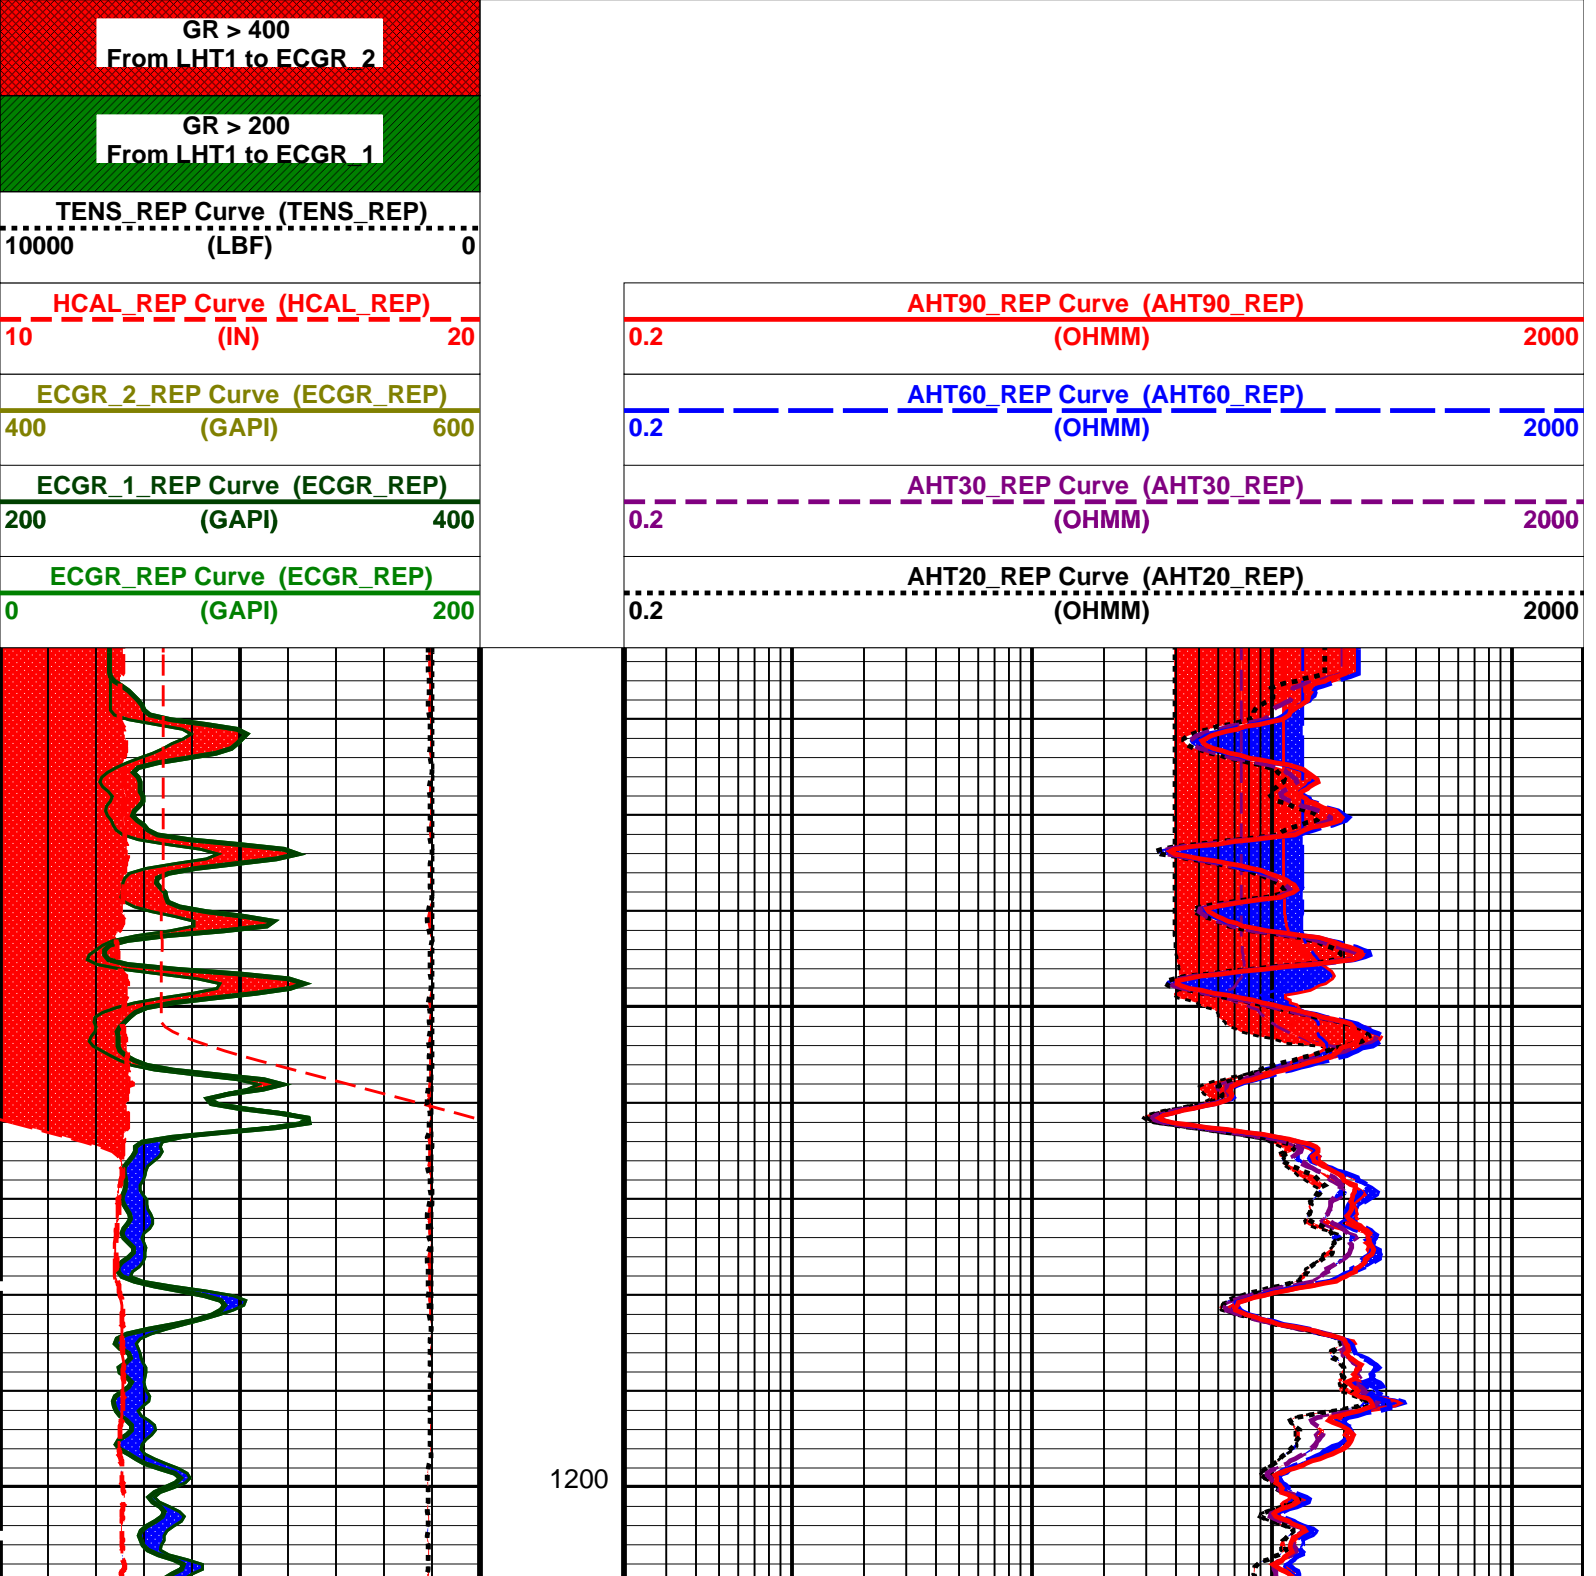 GR > 400
From LHT1 to ECGR_2
GR > 200
From LHT1 to ECGR_1
TENS_REP Curve (TENS_REP)
10000 (LBF) 0
HCAL_REP Curve (HCAL_REP)
10 (IN) 20
ECGR_2_REP Curve (ECGR_REP)
400 (GAPI) 600
ECGR_1_REP Curve (ECGR_REP)
200 (GAPI) 400
ECGR_REP Curve (ECGR_REP)
0 (GAPI) 200
AHT90_REP Curve (AHT90_REP)
0.2 (OHMM) 2000
AHT60_REP Curve (AHT60_REP)
0.2 (OHMM) 2000
AHT30_REP Curve (AHT30_REP)
0.2 (OHMM) 2000
AHT20_REP Curve (AHT20_REP)
0.2 (OHMM) 2000
1200